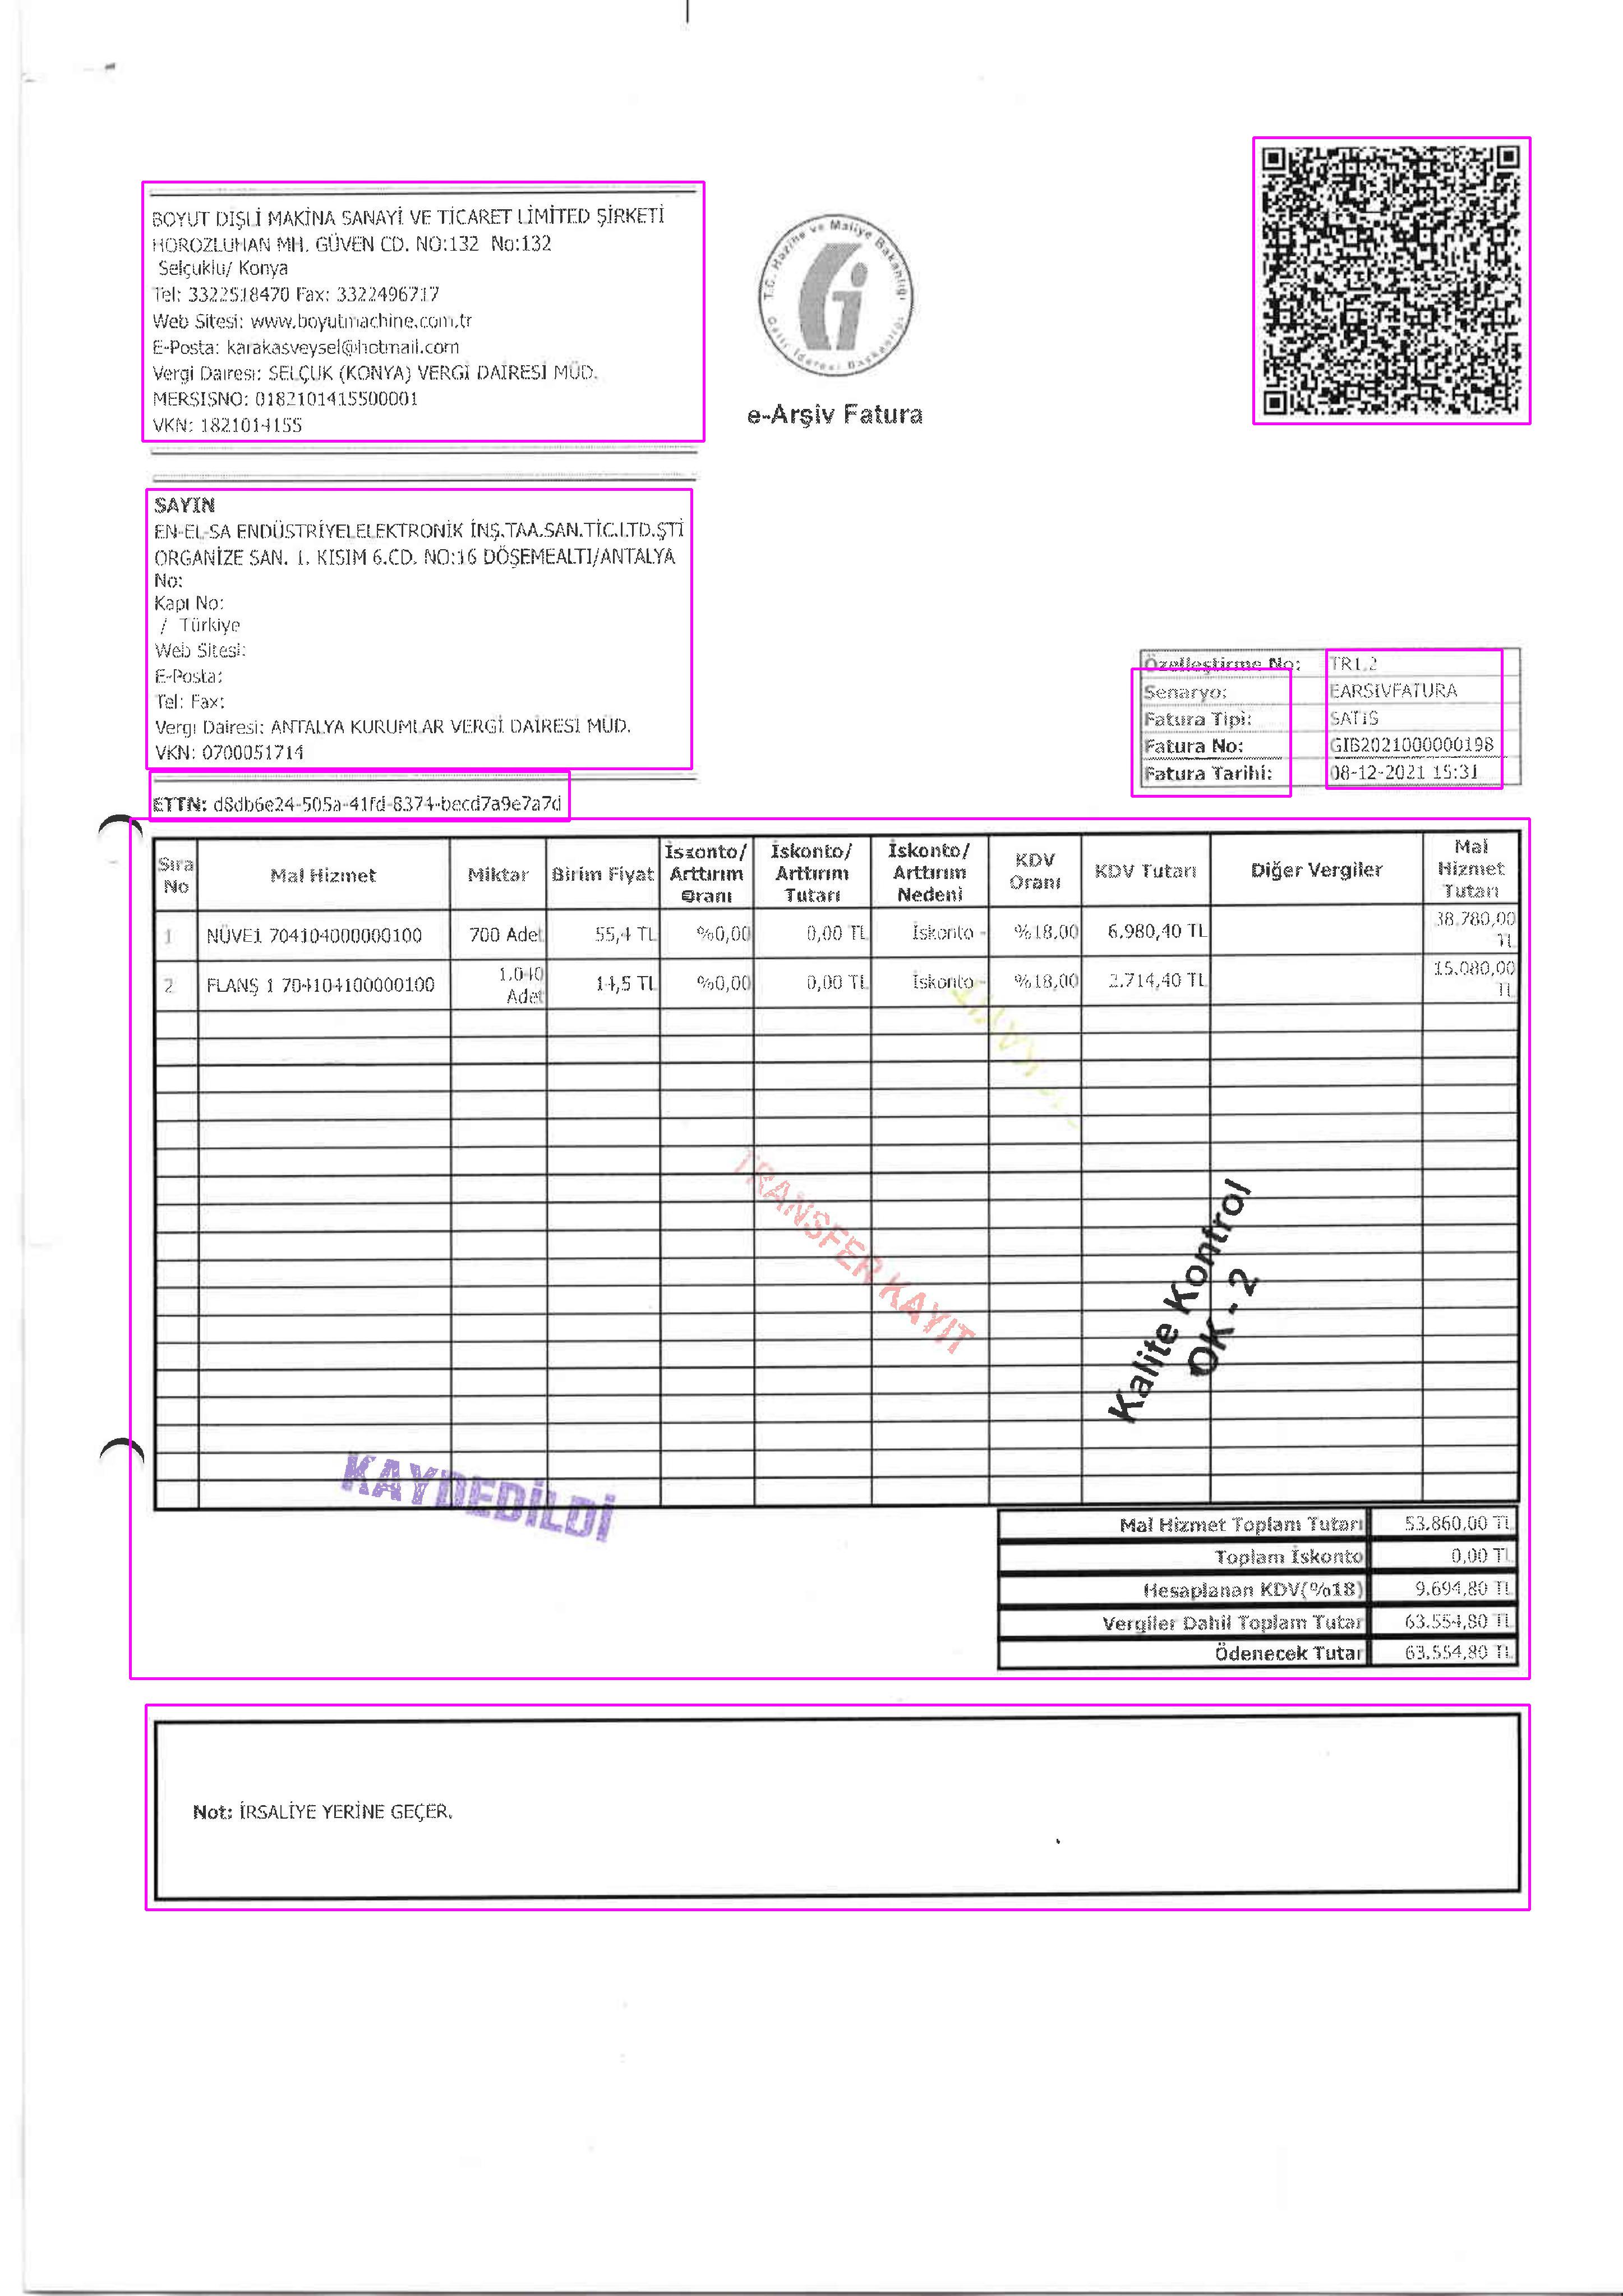 BOYUT DIŞLİ MAKİNA SANAYİ VE TİCARET LİMİTED ŞİRKETİ
HOROZLUHAN MH. GÜVEN CD. NO:132 No:132
Selçuklu/ Konya
Tel: 3322518470 Fax: 3322496717
Web Sitesi: www.boyutmachine.com.tr
E-Posta: karakasveysel@hotmail.com
Vergi Dairesi: SELÇUK (KONYA) VERGİ DAİRESİ MÜD.
MERSISNO: 0182101415500001
VKN: 1821014155
T.C. Hazine ve Maliye Bakanlığı
Gelir İdaresi Başkanlığı
e-Arşiv Fatura
SAYIN
EN-EL-SA ENDÜSTRİYELELEKTRONİK İNŞ.TAA.SAN.TİC.LTD.ŞTİ
ORGANİZE SAN. 1. KISIM 6.CD. NO:16 DÖŞEMEALTI/ANTALYA
No:
Kapı No:
/ Türkiye
Web Sitesi:
E-Posta:
Tel: Fax:
Vergi Dairesi: ANTALYA KURUMLAR VERGİ DAİRESİ MÜD.
VKN: 0700051714
Özelleştirme No: TR1.2
Senaryo: EARSIVFATURA
Fatura Tipi: SATIS
Fatura No: GIB2021000000198
Fatura Tarihi: 08-12-2021 15:31
ETTN: d8db6e24-505a-41fd-8374-becd7a9e7a7d
Sıra No Mal Hizmet Miktar Birim Fiyat İskonto/ Arttırım Oranı İskonto/ Arttırım Tutarı İskonto/ Arttırım Nedeni KDV Oranı KDV Tutarı Diğer Vergiler Mal Hizmet Tutarı
1 NÜVE1 704104000000100 700 Adet 55,4 TL %0,00 0,00 TL İskonto - %18,00 6.980,40 TL 38.780,00 TL
2 FLANŞ 1 704104100000100 1.040 Adet 14,5 TL %0,00 0,00 TL İskonto - %18,00 2.714,40 TL 15.080,00 TL
TRANSFER KAYIT
Kalite Kontrol
OK - 2
KAYDEDİLDİ
Mal Hizmet Toplam Tutarı 53.860,00 TL
Toplam İskonto 0,00 TL
Hesaplanan KDV(%18) 9.694,80 TL
Vergiler Dahil Toplam Tutar 63.554,80 TL
Ödenecek Tutar 63.554,80 TL
Not: İRSALİYE YERİNE GEÇER.